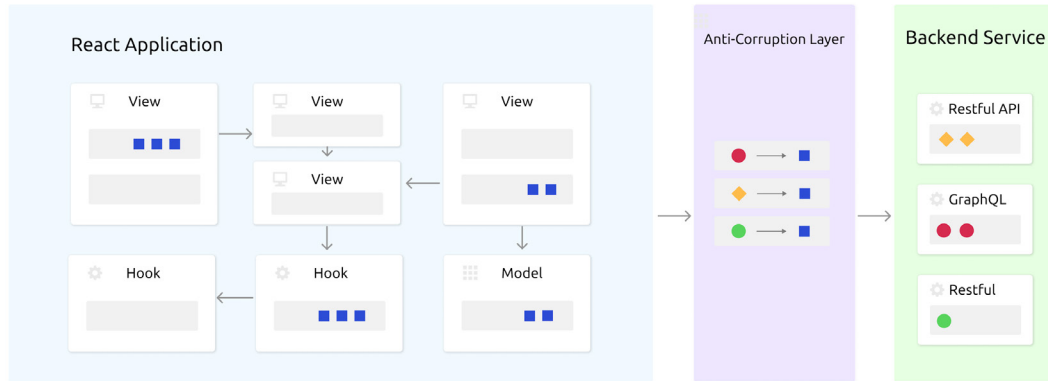 React Application
View
View
View
View
Hook
Hook
Model
Anti-Corruption Layer
Backend Service
Restful API
GraphQL
Restful